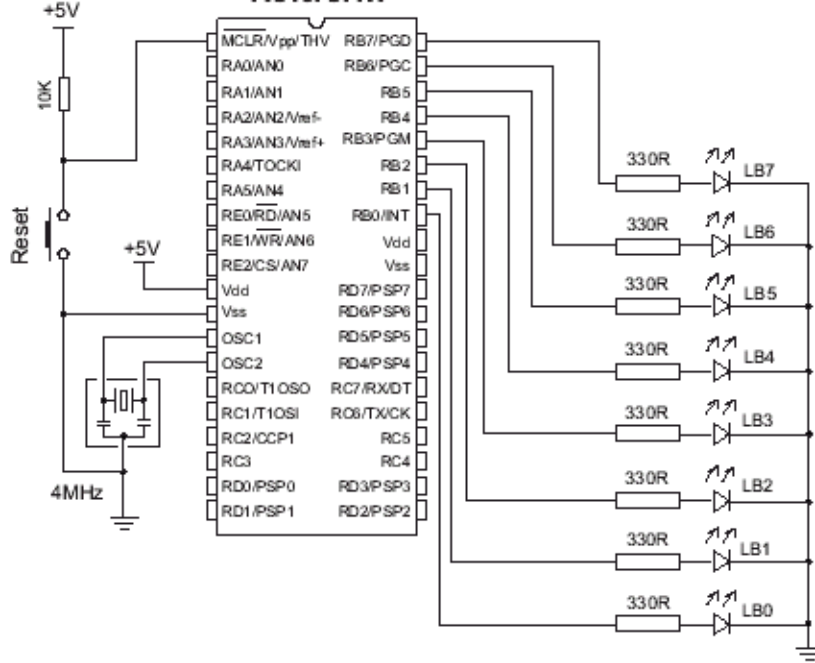 +5V
10K
Reset
+5V
4MHz
MCLR/Vpp/THV RB7/PGD
RA0/AN0 RB6/PGC
RA1/AN1 RB5
RA2/AN2/Vref- RB4
RA3/AN3/Vref+ RB3/PGM
RA4/TOCKI RB2
RA5/AN4 RB1
RE0/RD/AN5 RB0/INT
RE1/WR/AN6 Vdd
RE2/CS/AN7 Vss
Vdd RD7/PSP7
Vss RD6/PSP6
OSC1 RD5/PSP5
OSC2 RD4/PSP4
RCO/T1OSO RC7/RX/DT
RC1/T1OSI RC6/TX/CK
RC2/CCP1 RC5
RC3 RC4
RD0/PSP0 RD3/PSP3
RD1/PSP1 RD2/PSP2
330R LB7
330R LB6
330R LB5
330R LB4
330R LB3
330R LB2
330R LB1
330R LB0